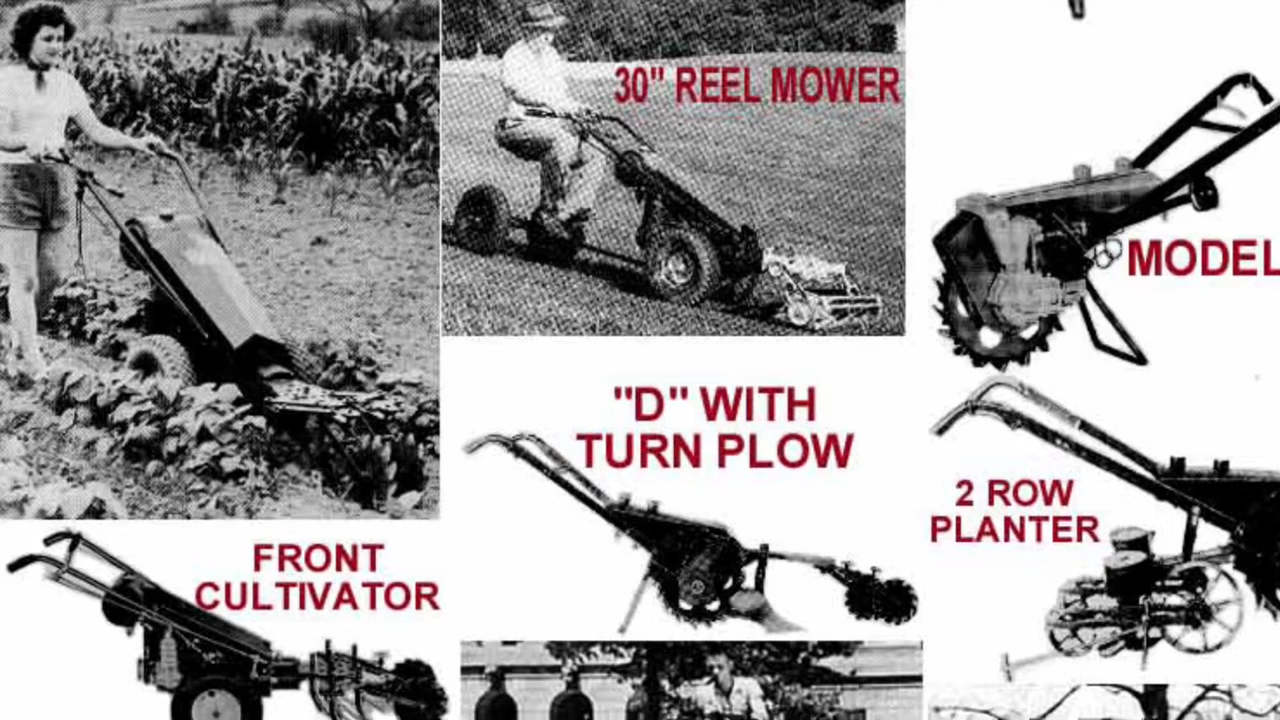 30" REEL MOWER
MODEL
"D" WITH
TURN PLOW
2 ROW
PLANTER
FRONT
CULTIVATOR